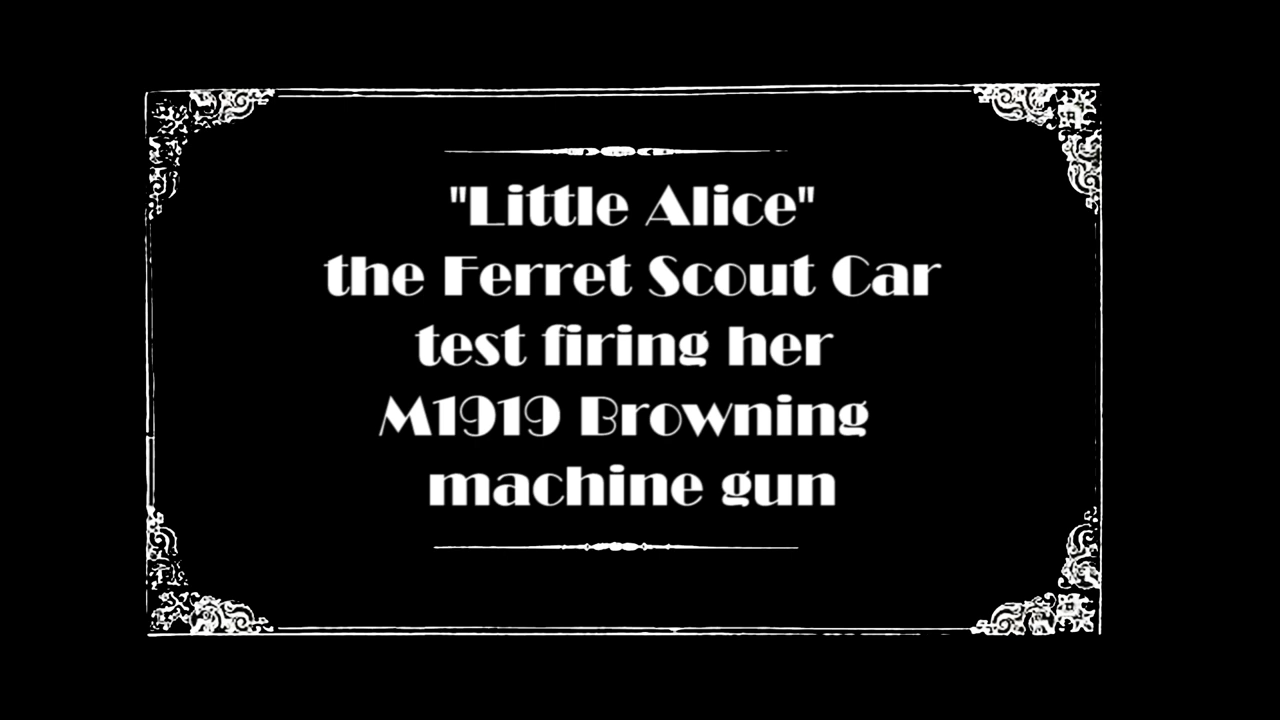 "Little Alice"
the Ferret Scout Car
test firing her
M1919 Browning
machine gun